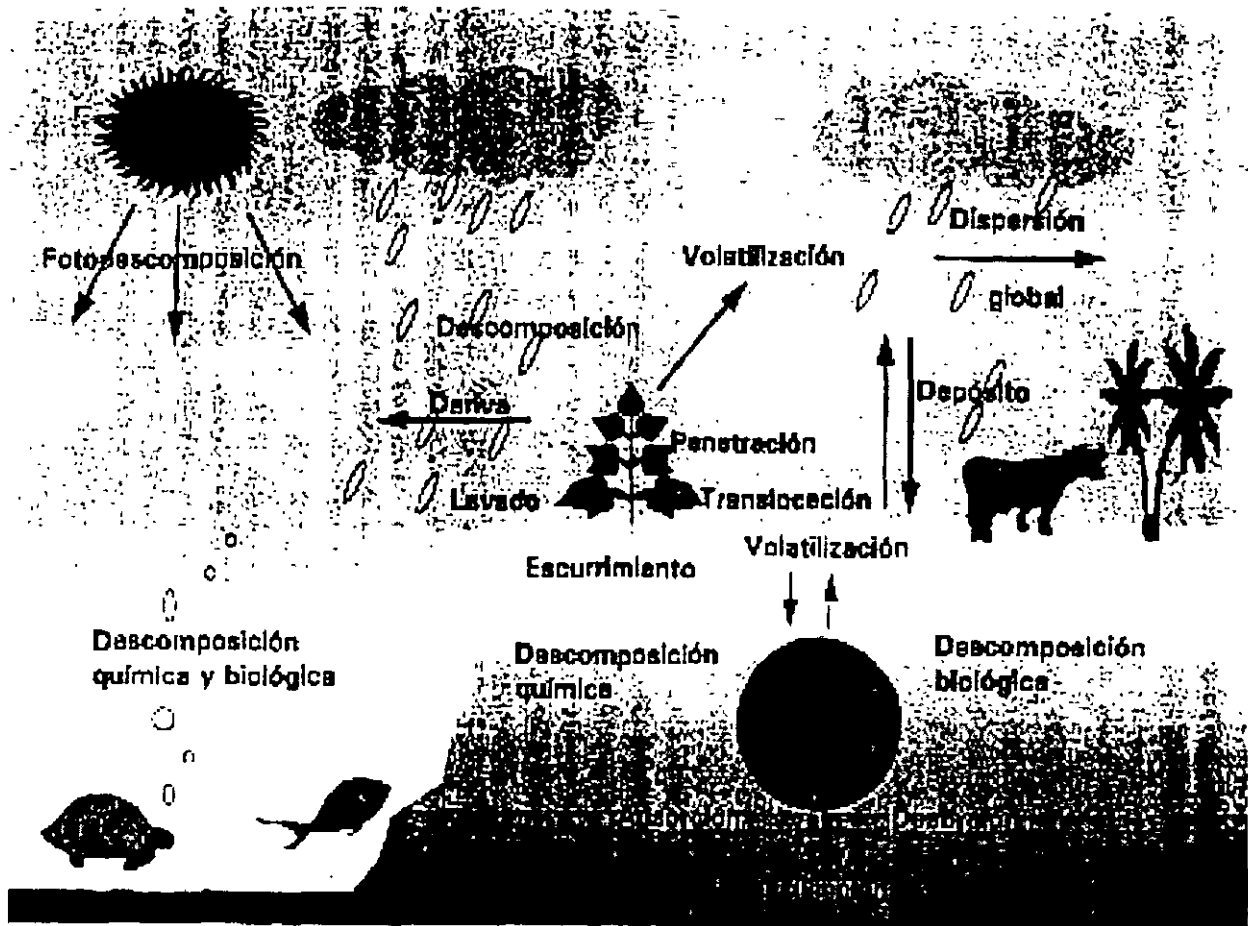 Fotodescomposición
Volatilización
Dispersión
global
Descomposición
Deriva
Depósito
Penetración
Lavado
Translocación
Volatilización
Escurrimiento
Descomposición
química y biológica
Descomposición
química
Descomposición
biológica